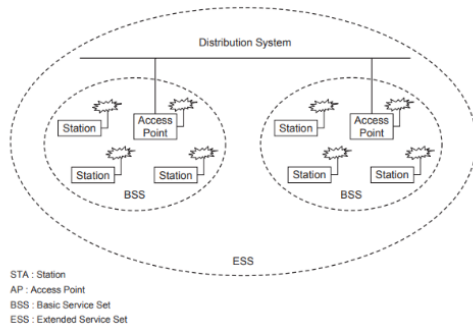 Distribution System
Station
Access
Point
Station
Station
BSS
Station
Access
Point
Station
Station
BSS
ESS
STA : Station
AP : Access Point
BSS : Basic Service Set
ESS : Extended Service Set